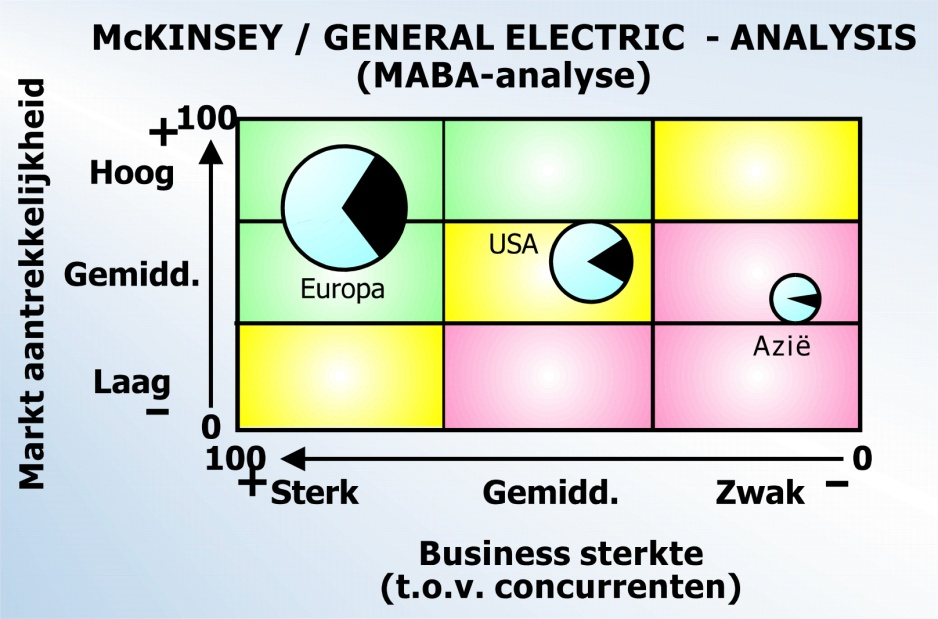 McKINSEY / GENERAL ELECTRIC - ANALYSIS
(MABA-analyse)
Markt aantrekkelijkheid
+ 100
Hoog
Gemidd.
Laag
–
0
USA
Europa
Azië
100 0
+ Sterk Gemidd. Zwak –
Business sterkte
(t.o.v. concurrenten)